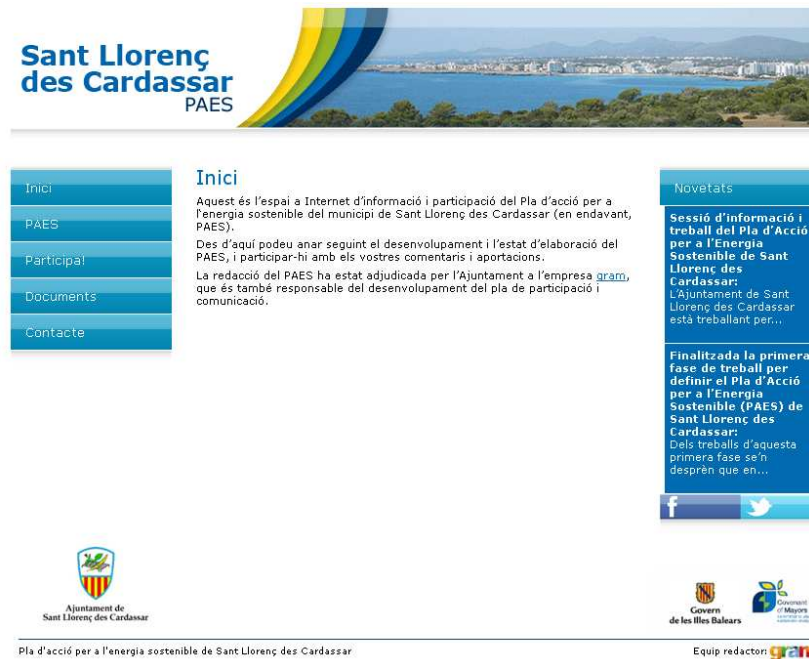 Sant Llorenç
des Cardassar
PAES
Inici
PAES
Participa!
Documents
Contacte
Inici
Aquest és l'espai a Internet d'informació i participació del Pla d'acció per a
l'energia sostenible del municipi de Sant Llorenç des Cardassar (en endavant,
PAES).
Des d'aquí podeu anar seguint el desenvolupament i l'estat d'elaboració del
PAES, i participar-hi amb els vostres comentaris i aportacions.
La redacció del PAES ha estat adjudicada per l'Ajuntament a l'empresa gram,
que és també responsable del desenvolupament del pla de participació i
comunicació.
Novetats
Sessió d'informació i
treball del Pla d'Acció
per a l'Energia
Sostenible de Sant
Llorenç des
Cardassar:
L'Ajuntament de Sant
Llorenç des Cardassar
està treballant per...
Finalitzada la primera
fase de treball per
definir el Pla d'Acció
per a l'Energia
Sostenible (PAES) de
Sant Llorenç des
Cardassar:
Dels treballs d'aquesta
primera fase se'n
desprèn que en...
f
Ajuntament de
Sant Llorenç des Cardassar
Govern
de les Illes Balears
Covenant
of Mayors
Pla d'acció per a l'energia sostenible de Sant Llorenç des Cardassar
Equip redactor: gram